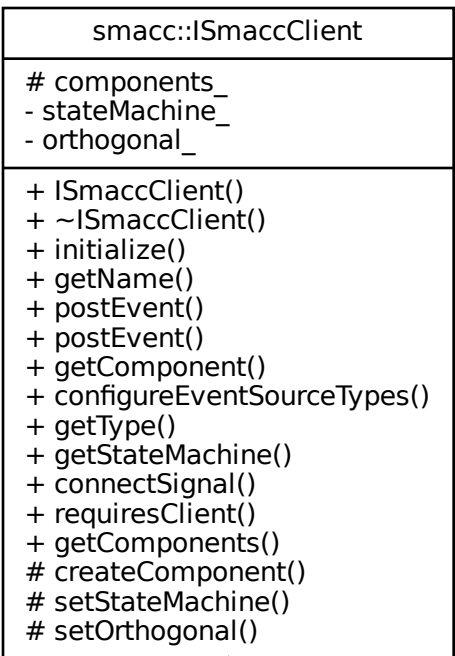 smacc::ISmaccClient
# components_
- stateMachine_
- orthogonal_
+ ISmaccClient()
+ ~ISmaccClient()
+ initialize()
+ getName()
+ postEvent()
+ postEvent()
+ getComponent()
+ configureEventSourceTypes()
+ getType()
+ getStateMachine()
+ connectSignal()
+ requiresClient()
+ getComponents()
# createComponent()
# setStateMachine()
# setOrthogonal()